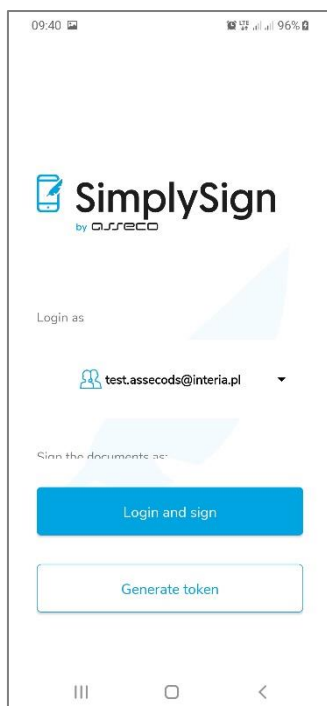 09:40 LTE 96%
SimplySign
by asseco
Login as
test.assecods@interia.pl
Sign the documents as:
Login and sign
Generate token